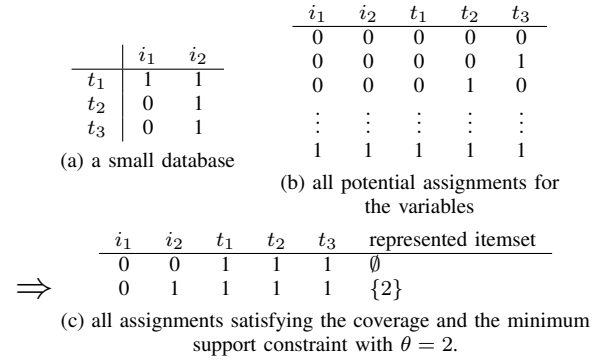 i₁ i₂
t₁ 1 1
t₂ 0 1
t₃ 0 1
(a) a small database
i₁ i₂ t₁ t₂ t₃
0 0 0 0 0
0 0 0 0 1
0 0 0 1 0
⋮ ⋮ ⋮ ⋮ ⋮
1 1 1 1 1
(b) all potential assignments for
the variables
i₁ i₂ t₁ t₂ t₃ represented itemset
0 0 1 1 1 ∅
⇒ 0 1 1 1 1 {2}
(c) all assignments satisfying the coverage and the minimum
support constraint with θ = 2.